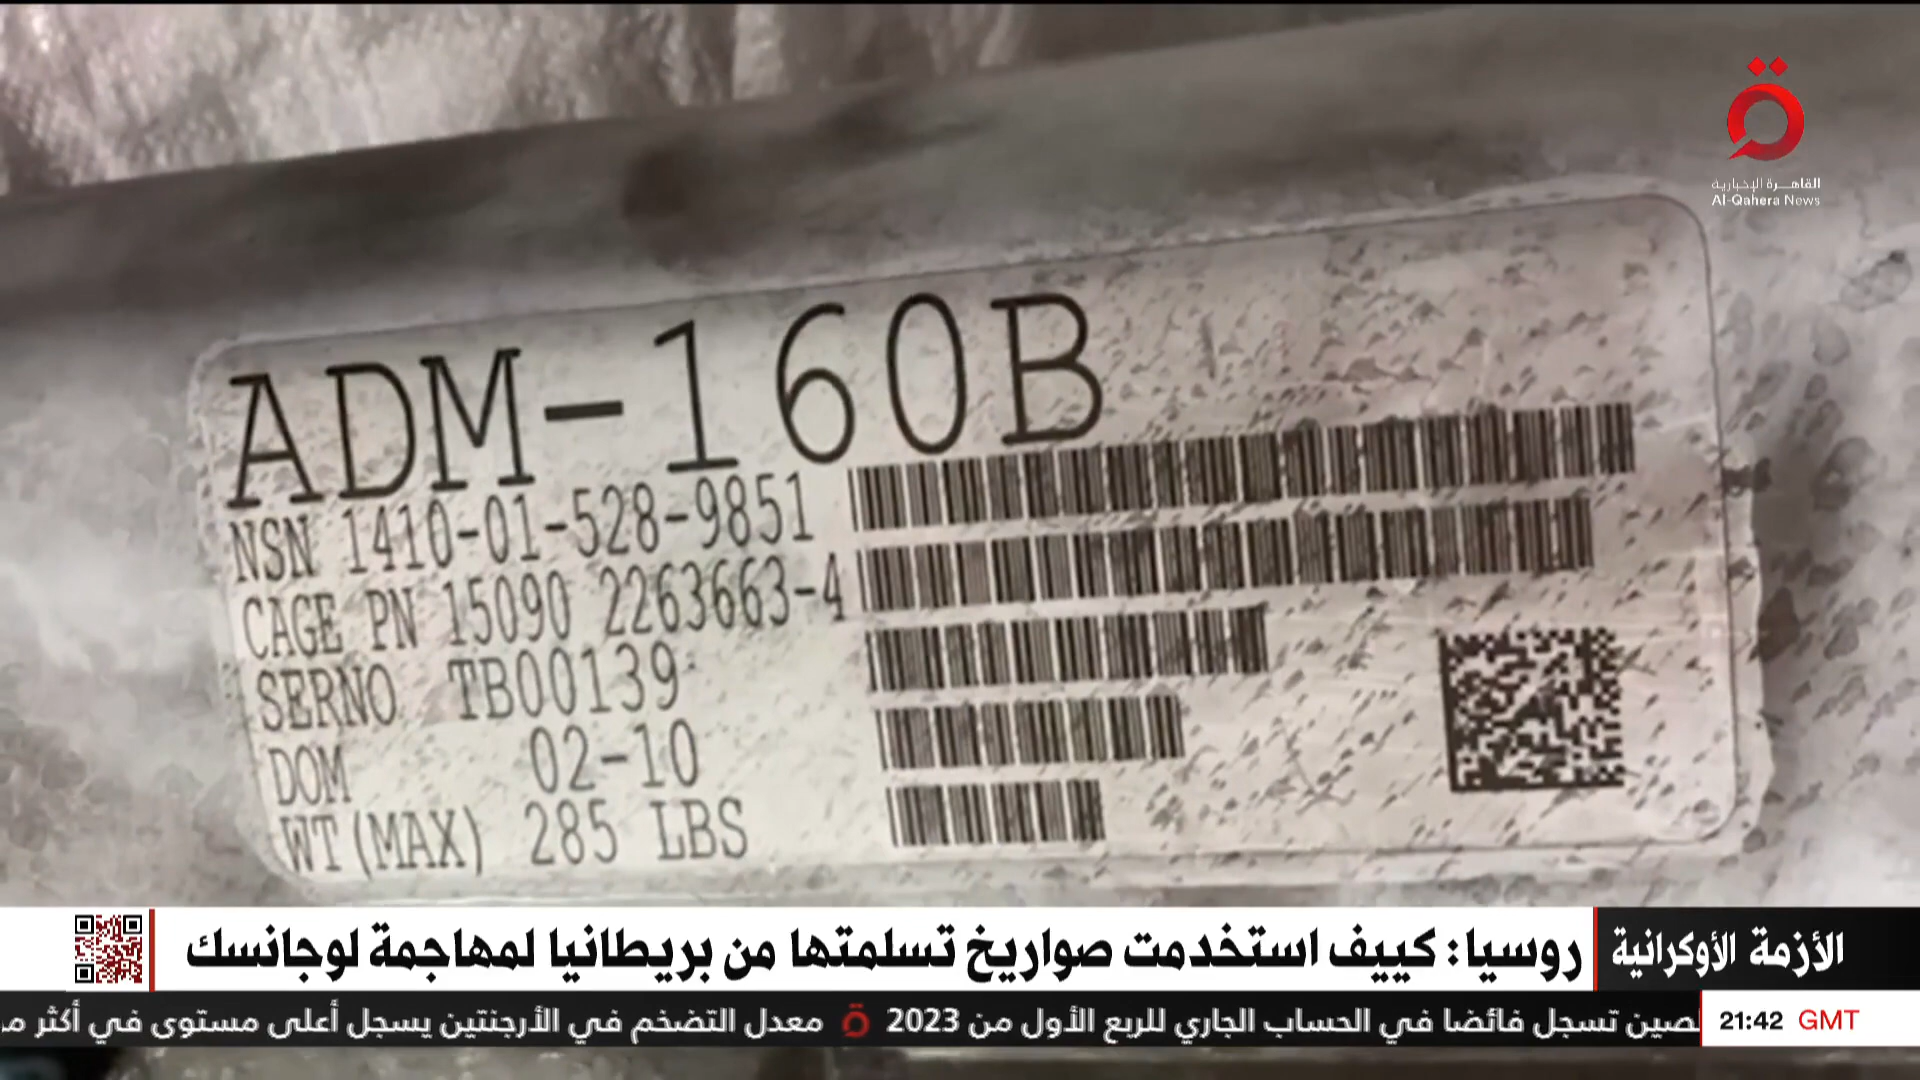 القاهـرة الإخبارية
Al-Qahera News
ADM-160B
NSN 1410-01-528-9851
CAGE PN 15090 2263663-4
SERNO TB00139
DOM 02-10
WT(MAX) 285 LBS
الأزمة الأوكرانية
روسيا: كييف استخدمت صواريخ تسلمتها من بريطانيا لمهاجمة لوجانسك
21:42 GMT
لصين تسجل فائضا في الحساب الجاري للربع الأول من 2023 معدل التضخم في الأرجنتين يسجل أعلى مستوى في أكثر من